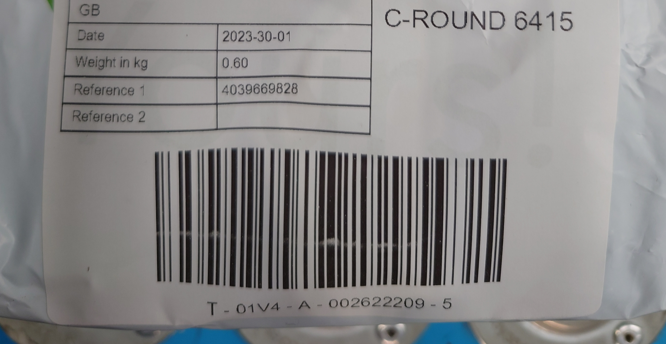 GB
C-ROUND 6415
Date 2023-30-01
Weight in kg 0.60
Reference 1 4039669828
Reference 2
T - 01V4 - A - 002622209 - 5